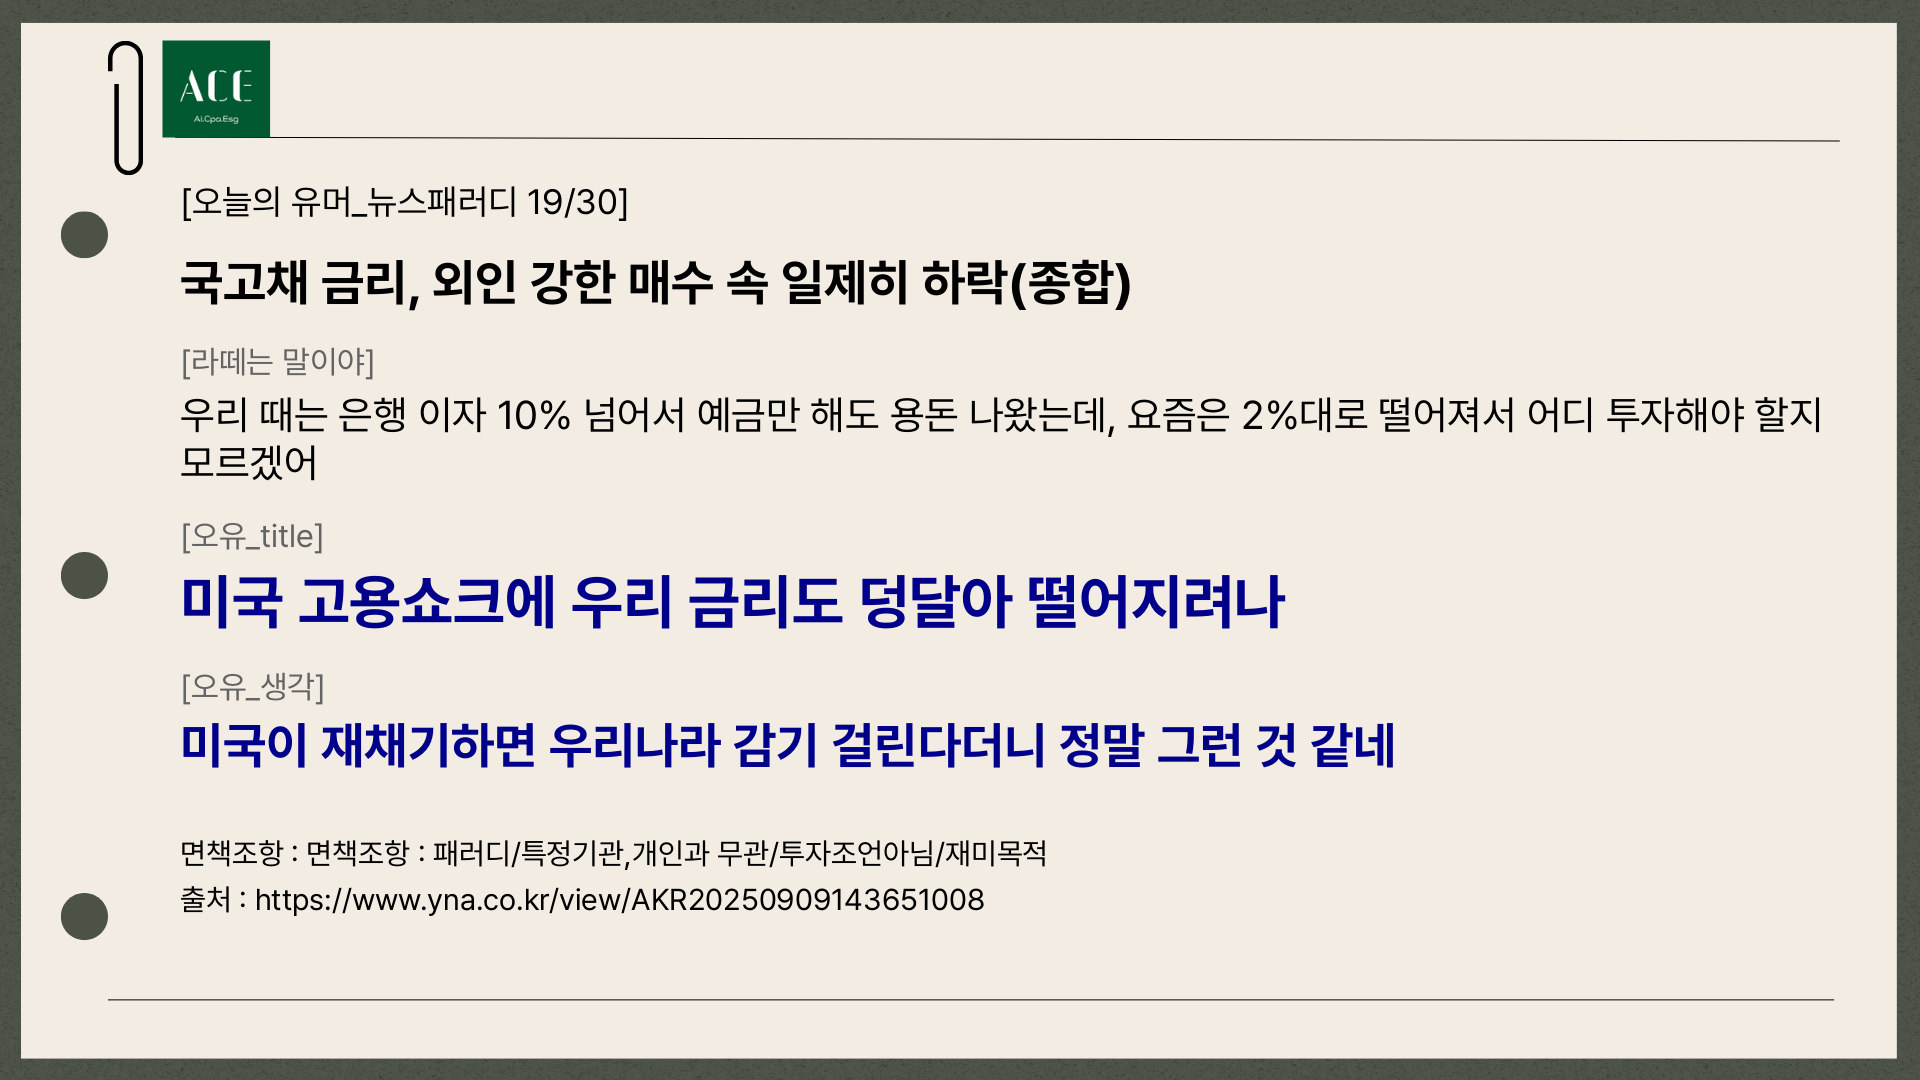 ACE
Ai.Cpa.Esg
[오늘의 유머_뉴스패러디 19/30]
국고채 금리, 외인 강한 매수 속 일제히 하락(종합)
[라떼는 말이야]
우리 때는 은행 이자 10% 넘어서 예금만 해도 용돈 나왔는데, 요즘은 2%대로 떨어져서 어디 투자해야 할지
모르겠어
[오유_title]
미국 고용쇼크에 우리 금리도 덩달아 떨어지려나
[오유_생각]
미국이 재채기하면 우리나라 감기 걸린다더니 정말 그런 것 같네
면책조항 : 면책조항 : 패러디/특정기관,개인과 무관/투자조언아님/재미목적
출처 : https://www.yna.co.kr/view/AKR20250909143651008